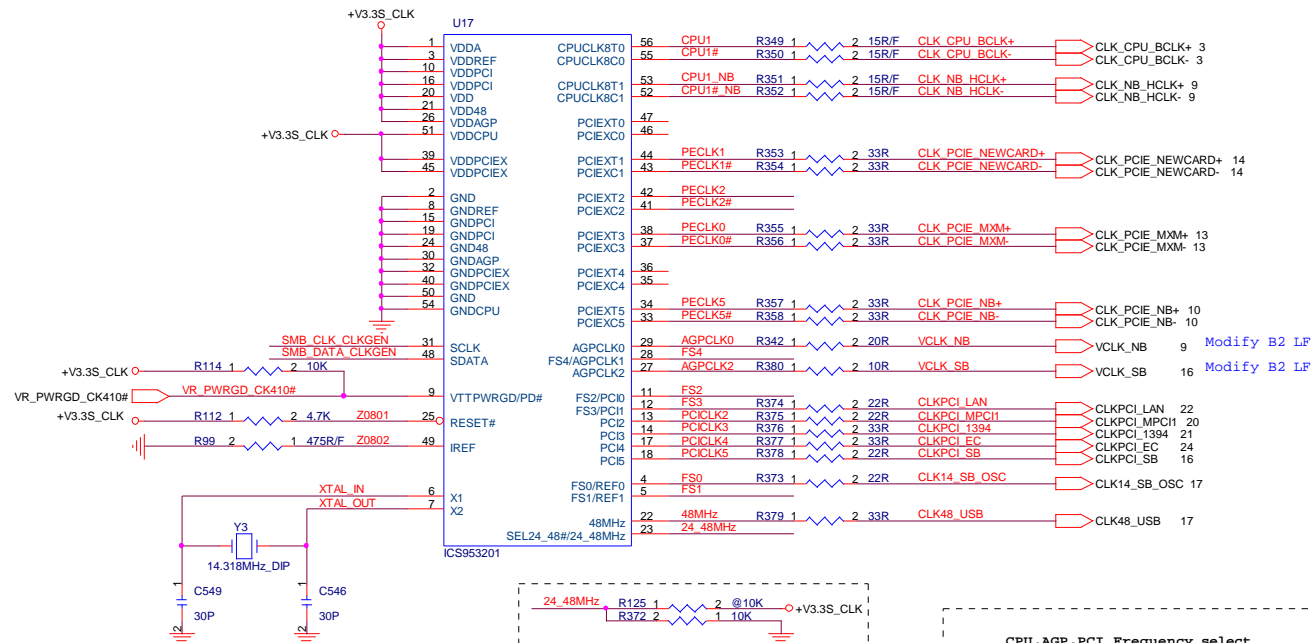 +V3.3S_CLK
U17
1 VDDA
3 VDDREF
10 VDDPCI
16 VDDPCI
20 VDD
21 VDD48
26 VDDAGP
+V3.3S_CLK 51 VDDCPU
39 VDDPCIEX
45 VDDPCIEX
2 GND
8 GNDREF
15 GNDPCI
19 GNDPCI
24 GND48
30 GNDAGP
32 GNDPCIEX
40 GNDPCIEX
50 GND
54 GNDCPU
SMB_CLK_CLKGEN 31 SCLK
SMB_DATA_CLKGEN 48 SDATA
+V3.3S_CLK R114 1 2 10K
VR_PWRGD_CK410# VR_PWRGD_CK410# 9 VTTPWRGD/PD#
+V3.3S_CLK R112 1 2 4.7K Z0801 25 RESET#
R99 2 1 475R/F Z0802 49 IREF
XTAL_IN 6 X1
XTAL_OUT 7 X2
Y3
14.318MHz_DIP
1 C549 30P 2
1 C546 30P 2
CPUCLK8T0 56 CPU1 R349 1 2 15R/F CLK_CPU_BCLK+ CLK_CPU_BCLK+ 3
CPUCLK8C0 55 CPU1# R350 1 2 15R/F CLK_CPU_BCLK- CLK_CPU_BCLK- 3
CPUCLK8T1 53 CPU1_NB R351 1 2 15R/F CLK_NB_HCLK+ CLK_NB_HCLK+ 9
CPUCLK8C1 52 CPU1#_NB R352 1 2 15R/F CLK_NB_HCLK- CLK_NB_HCLK- 9
PCIEXT0 47
PCIEXC0 46
PCIEXT1 44 PECLK1 R353 1 2 33R CLK_PCIE_NEWCARD+ CLK_PCIE_NEWCARD+ 14
PCIEXC1 43 PECLK1# R354 1 2 33R CLK_PCIE_NEWCARD- CLK_PCIE_NEWCARD- 14
PCIEXT2 42 PECLK2
PCIEXC2 41 PECLK2#
PCIEXT3 38 PECLK0 R355 1 2 33R CLK_PCIE_MXM+ CLK_PCIE_MXM+ 13
PCIEXC3 37 PECLK0# R356 1 2 33R CLK_PCIE_MXM- CLK_PCIE_MXM- 13
PCIEXT4 36
PCIEXC4 35
PCIEXT5 34 PECLK5 R357 1 2 33R CLK_PCIE_NB+ CLK_PCIE_NB+ 10
PCIEXC5 33 PECLK5# R358 1 2 33R CLK_PCIE_NB- CLK_PCIE_NB- 10
AGPCLK0 29 AGPCLK0 R342 1 2 20R VCLK_NB VCLK_NB 9 Modify B2 LF
FS4/AGPCLK1 28 FS4
AGPCLK2 27 AGPCLK2 R380 1 2 10R VCLK_SB VCLK_SB 16 Modify B2 LF
FS2/PCI0 11 FS2
FS3/PCI1 12 FS3 R374 1 2 22R CLKPCI_LAN CLKPCI_LAN 22
PCI2 13 PCICLK2 R375 1 2 22R CLKPCI_MPCI1 CLKPCI_MPCI1 20
PCI3 14 PCICLK3 R376 1 2 33R CLKPCI_1394 CLKPCI_1394 21
PCI4 17 PCICLK4 R377 1 2 33R CLKPCI_EC CLKPCI_EC 24
PCI5 18 PCICLK5 R378 1 2 22R CLKPCI_SB CLKPCI_SB 16
FS0/REF0 4 FS0 R373 1 2 22R CLK14_SB_OSC CLK14_SB_OSC 17
FS1/REF1 5 FS1
48MHz 22 48MHz R379 1 2 33R CLK48_USB CLK48_USB 17
SEL24_48#/24_48MHz 23 24_48MHz
ICS953201
24_48MHz R125 1 2 @10K +V3.3S_CLK
R372 2 1 10K
CPU,AGP,PCI Frequency select